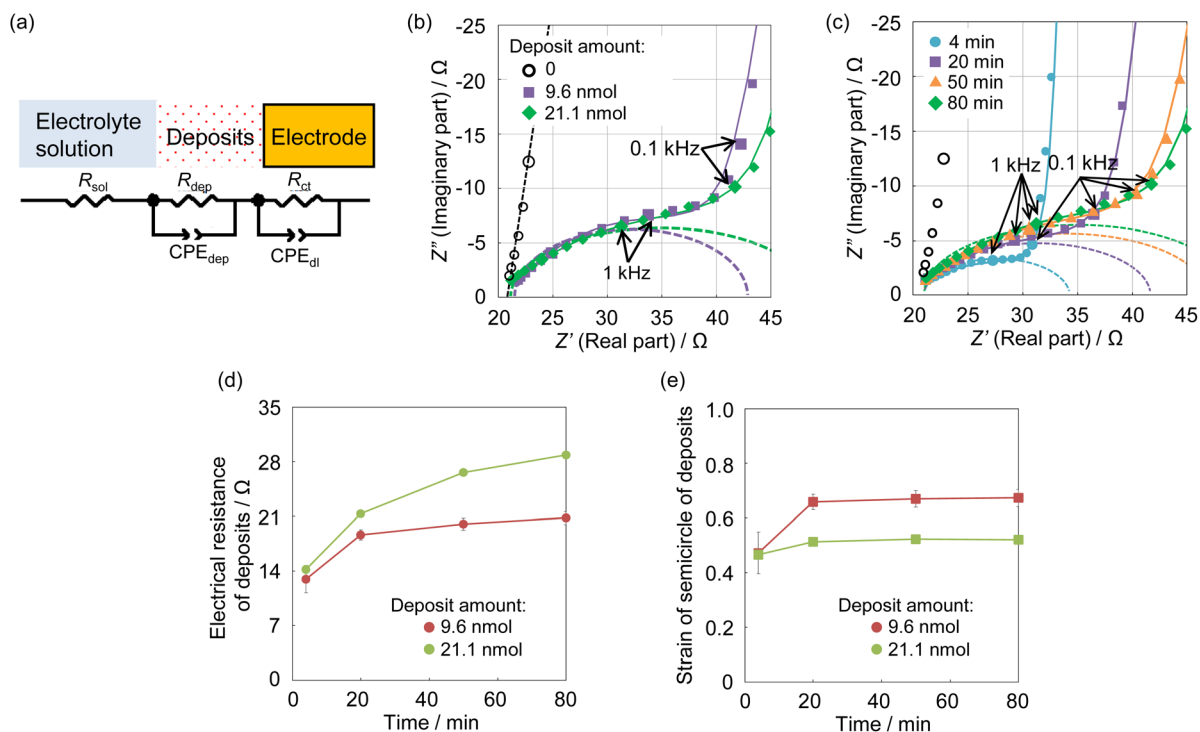 (a)
Electrolyte
solution
Deposits
Electrode
Rsol
Rdep
Rct
CPEdep
CPEdl
(b)
Deposit amount:
0
9.6 nmol
21.1 nmol
0.1 kHz
1 kHz
Z″ (Imaginary part) / Ω
-25
-20
-15
-10
-5
0
20 25 30 35 40 45
Z′ (Real part) / Ω
(c)
4 min
20 min
50 min
80 min
1 kHz
0.1 kHz
Z″ (Imaginary part) / Ω
-25
-20
-15
-10
-5
0
20 25 30 35 40 45
Z′ (Real part) / Ω
(d)
Electrical resistance
of deposits / Ω
35
28
21
14
7
0
Deposit amount:
9.6 nmol
21.1 nmol
0 20 40 60 80
Time / min
(e)
Strain of semicircle of deposits
1.0
0.8
0.6
0.4
0.2
0
Deposit amount:
9.6 nmol
21.1 nmol
0 20 40 60 80
Time / min